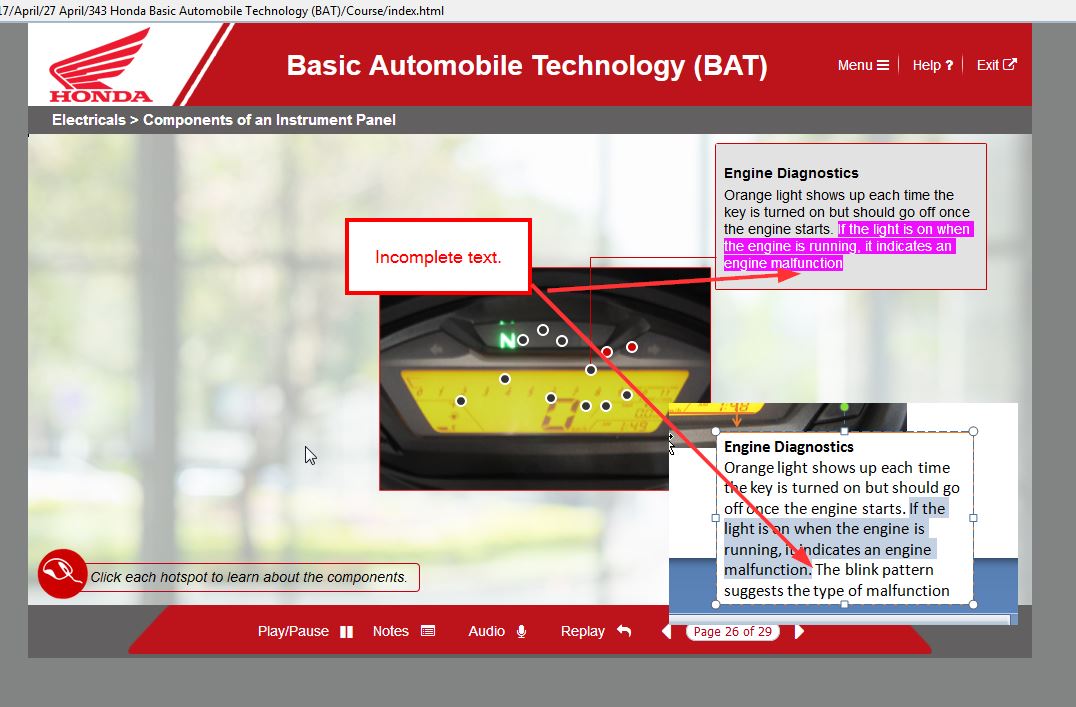 17/April/27 April/343 Honda Basic Automobile Technology (BAT)/Course/index.html
HONDA
Basic Automobile Technology (BAT)
Menu
Help ?
Exit
Electricals > Components of an Instrument Panel
Engine Diagnostics
Orange light shows up each time the
key is turned on but should go off once
the engine starts. If the light is on when
the engine is running, it indicates an
engine malfunction
Incomplete text.
N
1:49
1:48
Engine Diagnostics
Orange light shows up each time
the key is turned on but should go
off once the engine starts. If the
light is on when the engine is
running, it indicates an engine
malfunction. The blink pattern
suggests the type of malfunction
Click each hotspot to learn about the components.
Play/Pause
Notes
Audio
Replay
Page 26 of 29